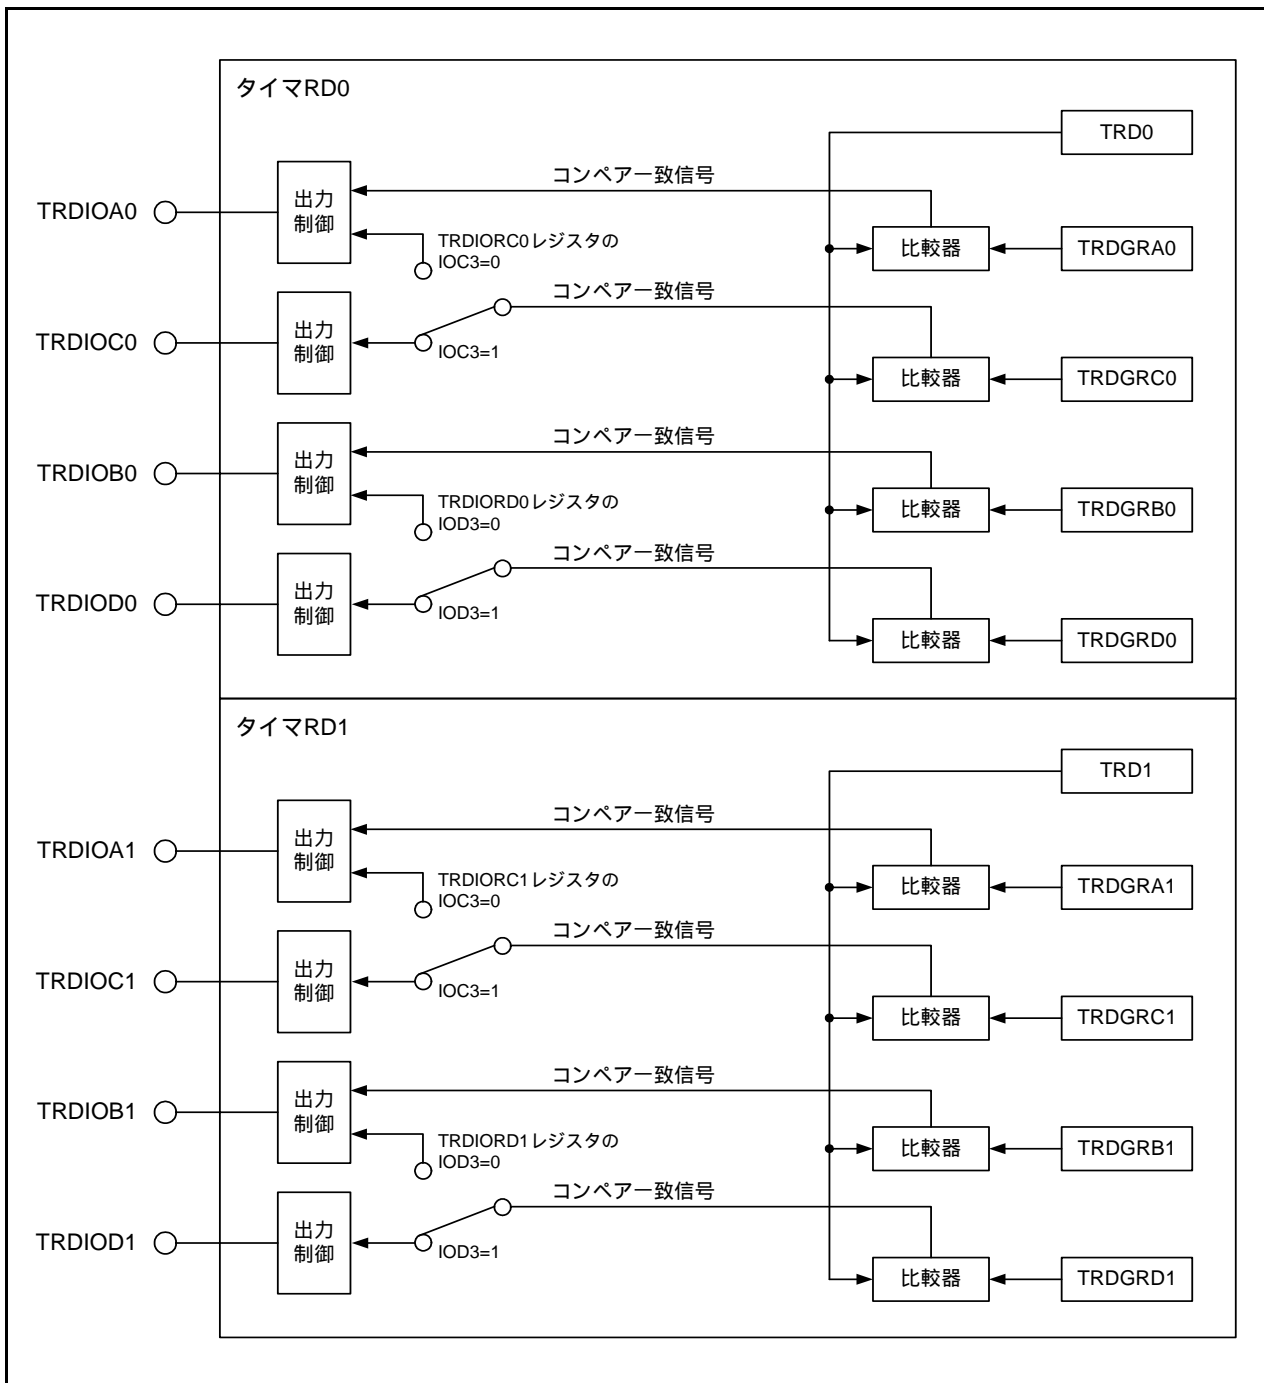 タイマRD0
TRD0
コンペア一致信号
出力
制御
TRDIOA0
TRDIORC0レジスタの
IOC3=0
比較器
TRDGRA0
コンペア一致信号
出力
制御
TRDIOC0
IOC3=1
比較器
TRDGRC0
コンペア一致信号
出力
制御
TRDIOB0
TRDIORD0レジスタの
IOD3=0
比較器
TRDGRB0
コンペア一致信号
出力
制御
TRDIOD0
IOD3=1
比較器
TRDGRD0
タイマRD1
TRD1
コンペア一致信号
出力
制御
TRDIOA1
TRDIORC1レジスタの
IOC3=0
比較器
TRDGRA1
コンペア一致信号
出力
制御
TRDIOC1
IOC3=1
比較器
TRDGRC1
コンペア一致信号
出力
制御
TRDIOB1
TRDIORD1レジスタの
IOD3=0
比較器
TRDGRB1
コンペア一致信号
出力
制御
TRDIOD1
IOD3=1
比較器
TRDGRD1